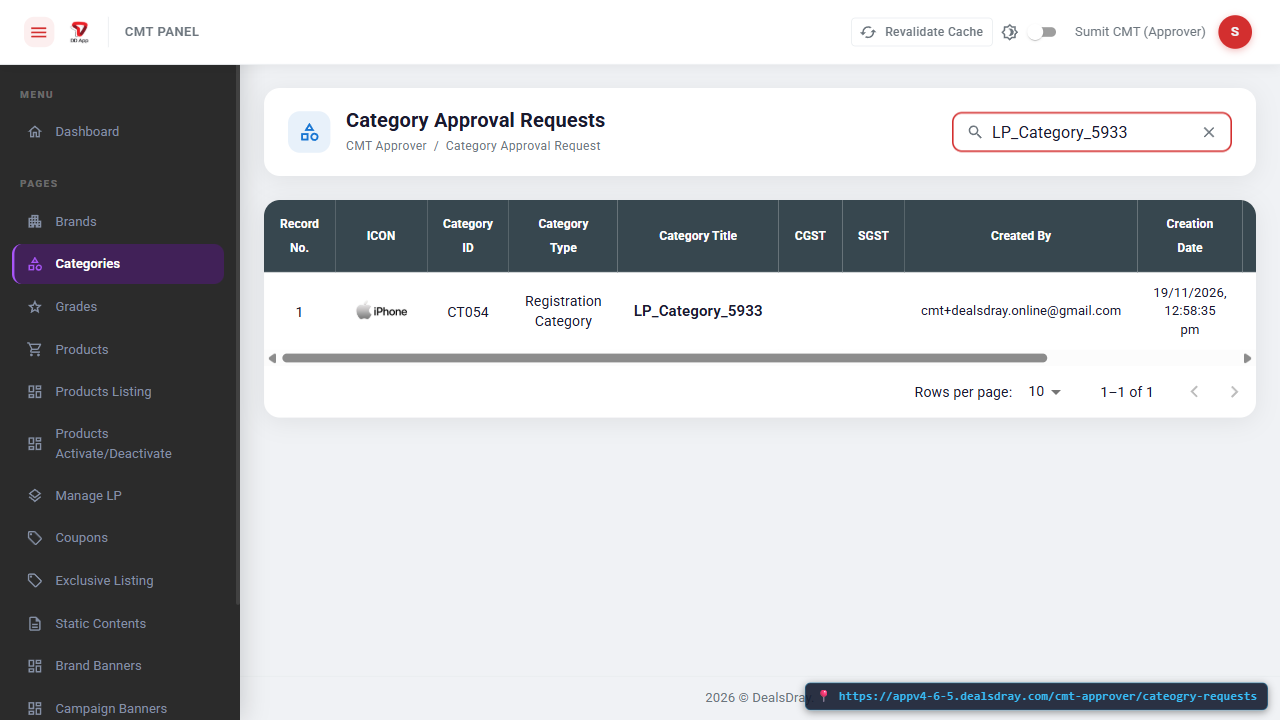 DD App
CMT PANEL
Revalidate Cache
Sumit CMT (Approver)
S
MENU
Dashboard
PAGES
Brands
Categories
Grades
Products
Products Listing
Products
Activate/Deactivate
Manage LP
Coupons
Exclusive Listing
Static Contents
Brand Banners
Campaign Banners
Category Approval Requests
CMT Approver / Category Approval Request
LP_Category_5933
Record
No.
ICON
Category
ID
Category
Type
Category Title
CGST
SGST
Created By
Creation
Date
1
iPhone
CT054
Registration
Category
LP_Category_5933
cmt+dealsdray.online@gmail.com
19/11/2026,
12:58:35
pm
Rows per page: 10
1–1 of 1
2026 © DealsDray
https://appv4-6-5.dealsdray.com/cmt-approver/cateogry-requests